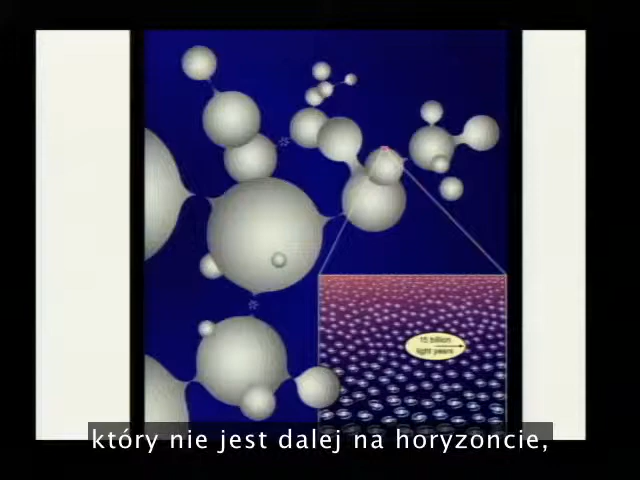 15 billion
light years
który nie jest dalej na horyzoncie,